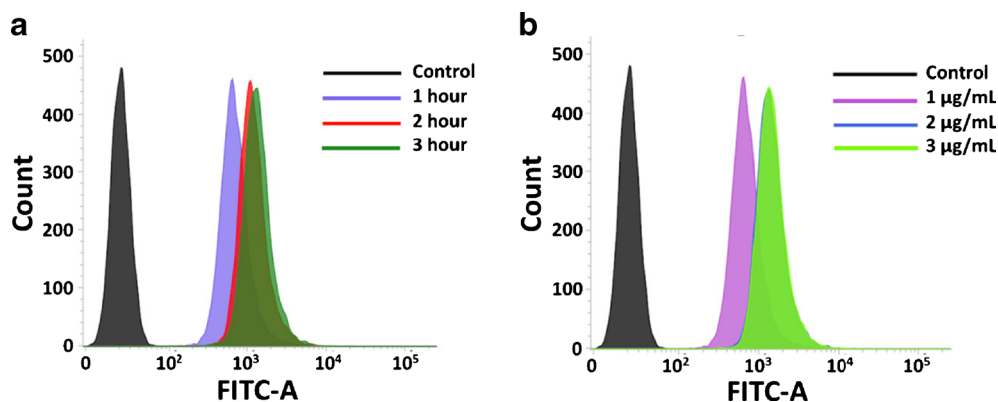 a
500
400
300
200
100
0
Count
0
10²
10³
10⁴
10⁵
FITC-A
Control
1 hour
2 hour
3 hour
b
500
400
300
200
100
0
Count
0
10²
10³
10⁴
10⁵
FITC-A
Control
1 µg/mL
2 µg/mL
3 µg/mL